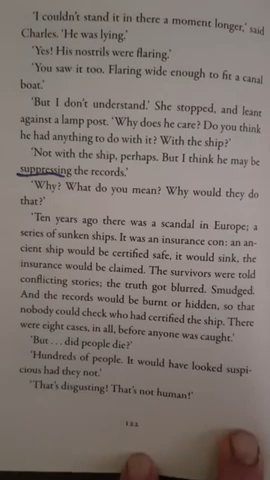 ‘I couldn’t stand it in there a moment longer,’ said
Charles. ‘He was lying.’
‘Yes! His nostrils were flaring.’
‘You saw it too. Flaring wide enough to fit a canal
boat.’
‘But I don’t understand.’ She stopped, and leant
against a lamp post. ‘Why does he care? Do you think
he had anything to do with it? With the ship?’
‘Not with the ship, perhaps. But I think he may be
suppressing the records.’
‘Why? What do you mean? Why would they do
that?’
‘Ten years ago there was a scandal in Europe; a
series of sunken ships. It was an insurance con: an an-
cient ship would be certified safe, it would sink, the
insurance would be claimed. The survivors were told
conflicting stories; the truth got blurred. Smudged.
And the records would be burnt or hidden, so that
nobody could check who had certified the ship. There
were eight cases, in all, before anyone was caught.’
‘But . . . did people die?’
‘Hundreds of people. It would have looked suspi-
cious had they not.’
‘That’s disgusting! That’s not human!’